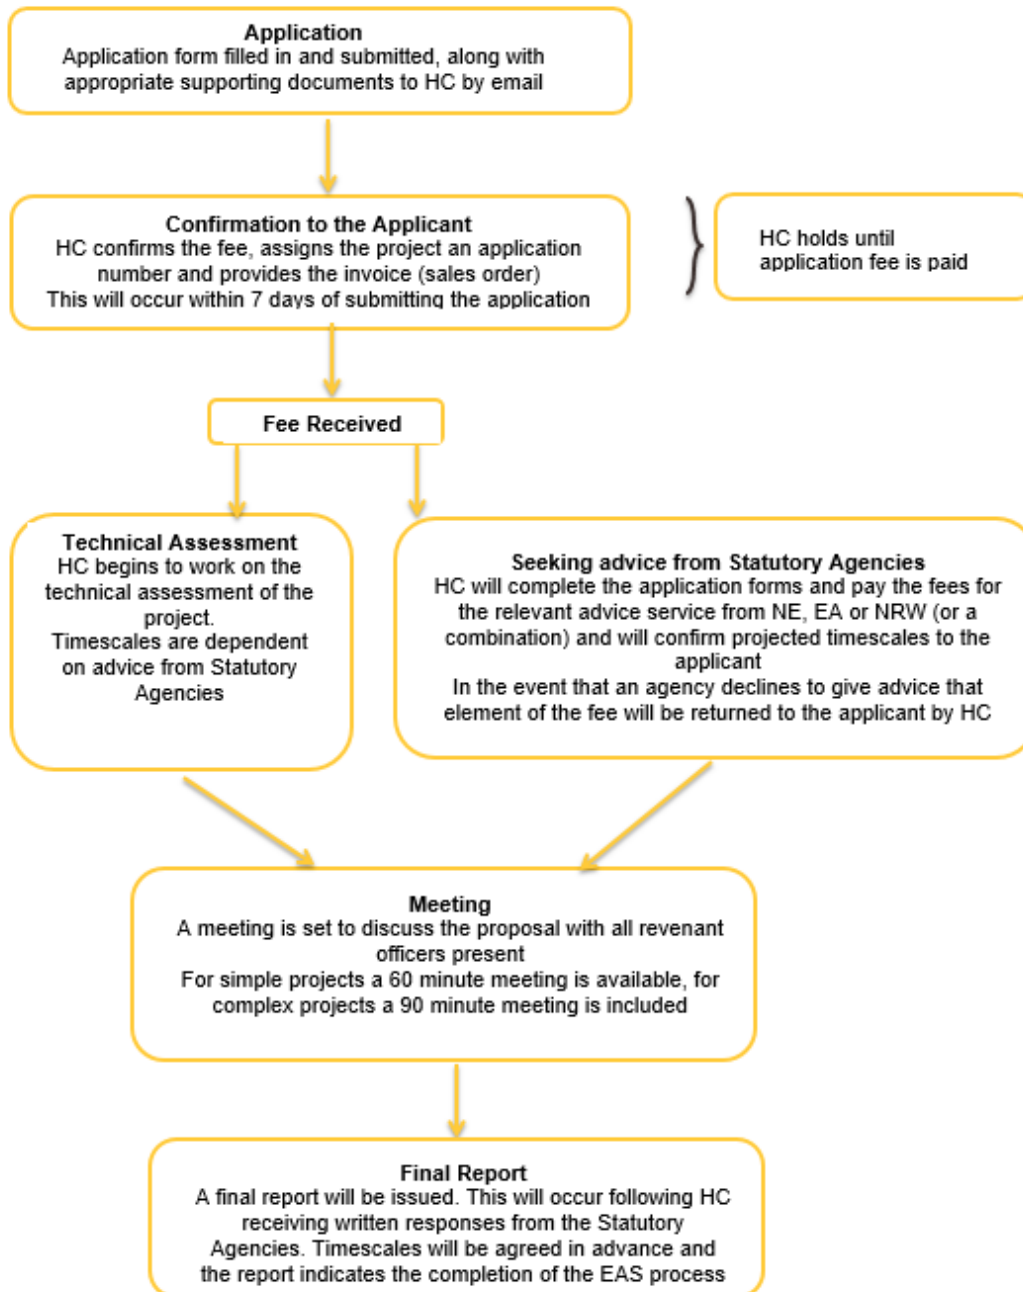 Application
Application form filled in and submitted, along with
appropriate supporting documents to HC by email
Confirmation to the Applicant
HC confirms the fee, assigns the project an application
number and provides the invoice (sales order)
This will occur within 7 days of submitting the application
HC holds until
application fee is paid
Fee Received
Technical Assessment
HC begins to work on the
technical assessment of the
project.
Timescales are dependent
on advice from Statutory
Agencies
Seeking advice from Statutory Agencies
HC will complete the application forms and pay the fees for
the relevant advice service from NE, EA or NRW (or a
combination) and will confirm projected timescales to the
applicant
In the event that an agency declines to give advice that
element of the fee will be returned to the applicant by HC
Meeting
A meeting is set to discuss the proposal with all revenant
officers present
For simple projects a 60 minute meeting is available, for
complex projects a 90 minute meeting is included
Final Report
A final report will be issued. This will occur following HC
receiving written responses from the Statutory
Agencies. Timescales will be agreed in advance and
the report indicates the completion of the EAS process